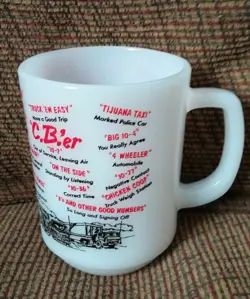 "TRUCK 'EM EASY"
Have a Good Trip
C.B.'er
"10-7"
Out of Service, Leaving Air
"ON THE SIDE"
Standing By Listening
"10-36"
Correct Time
"TIJUANA TAXI"
Marked Police Car
"BIG 10-4"
You Really Agree
"4 WHEELER"
Automobile
"10-77"
Negative Contact
"CHICKEN COOP"
Truck Weigh Station
"3's AND OTHER GOOD NUMBERS"
So Long and Signing Off